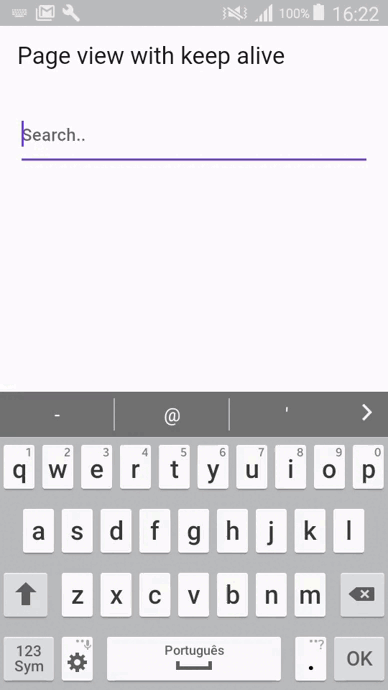 100% 16:22
Page view with keep alive
Search..
- @ '
1 2 3 4 5 6 7 8 9 0
q w e r t y u i o p
a s d f g h j k l
z x c v b n m
123 Português . ,,? OK
Sym